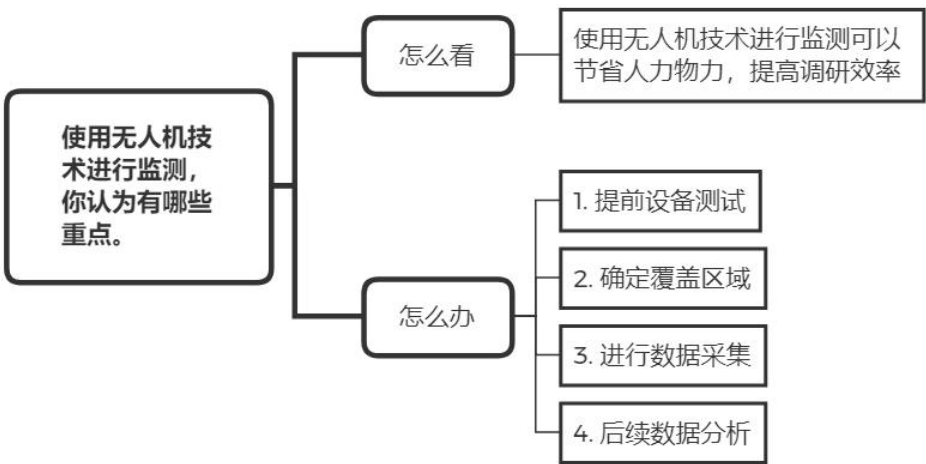 使用无人机技
术进行监测，
你认为有哪些
重点。
怎么看
使用无人机技术进行监测可以
节省人力物力，提高调研效率
怎么办
1. 提前设备测试
2. 确定覆盖区域
3. 进行数据采集
4. 后续数据分析